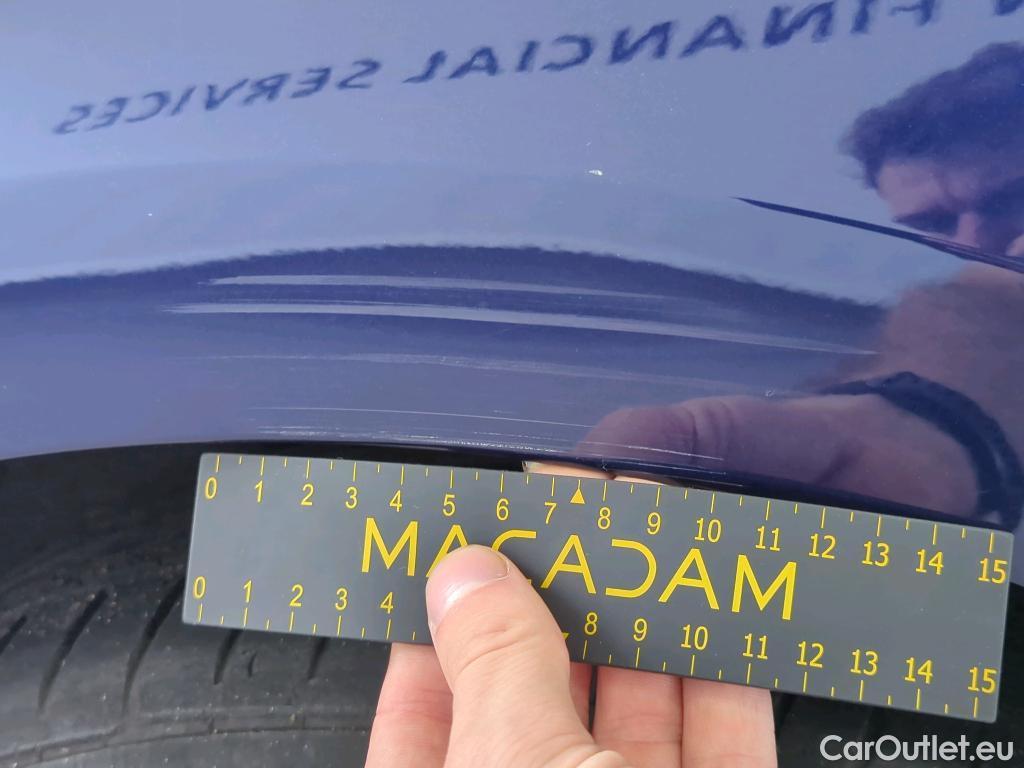 N FINANCIAL SERVICES
0 1 2 3 4 5 6 7 8 9 10 11 12 13 14 15
MACADAM
0 1 2 3 4 8 9 10 11 12 13 14 15
CarOutlet.eu